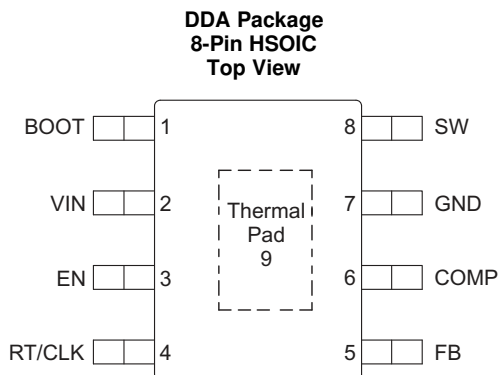 DDA Package
8-Pin HSOIC
Top View
BOOT 1 8 SW
VIN 2 7 GND
Thermal
Pad
9
EN 3 6 COMP
RT/CLK 4 5 FB